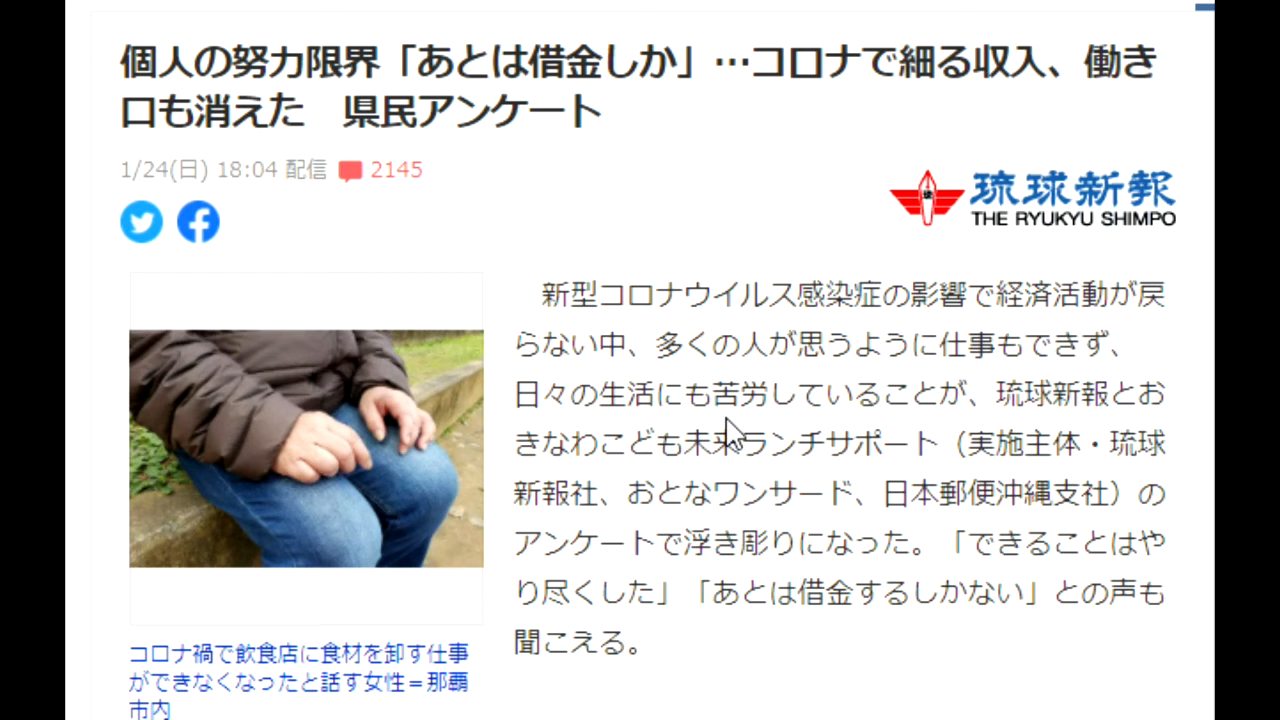 個人の努力限界「あとは借金しか」…コロナで細る収入、働き
口も消えた　県民アンケート
1/24(日) 18:04 配信 2145
琉球新報
THE RYUKYU SHIMPO
新型コロナウイルス感染症の影響で経済活動が戻
らない中、多くの人が思うように仕事もできず、
日々の生活にも苦労していることが、琉球新報とお
きなわこども未来ランチサポート（実施主体・琉球
新報社、おとなワンサード、日本郵便沖縄支社）の
アンケートで浮き彫りになった。「できることはや
り尽くした」「あとは借金するしかない」との声も
聞こえる。
コロナ禍で飲食店に食材を卸す仕事
ができなくなったと話す女性＝那覇
市内